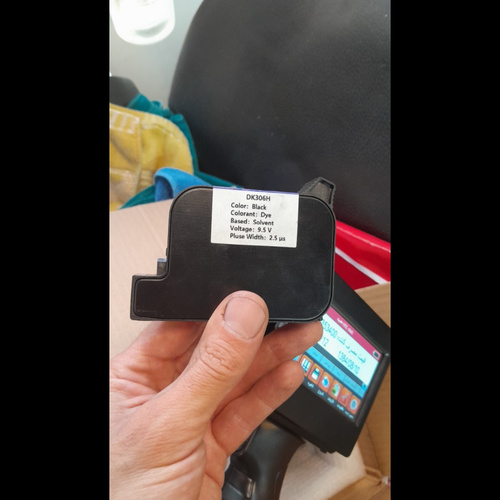 DK306H
Color: Black
Colorant: Dye
Based: Solvent
Voltage: 9.5 V
Pluse Width: 2.5 μs